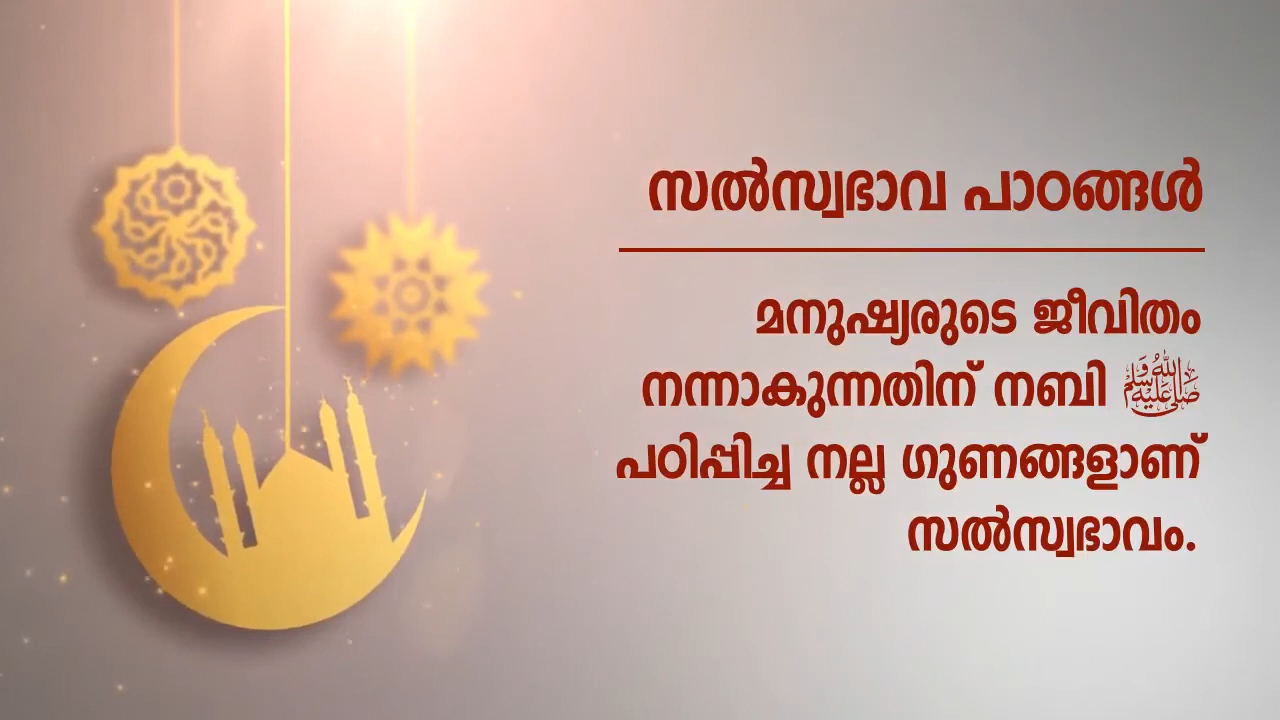 സൽസ്വഭാവ പാഠങ്ങൾ
മനുഷ്യരുടെ ജീവിതം
നന്നാകുന്നതിന് നബി ﷺ
പഠിപ്പിച്ച നല്ല ഗുണങ്ങളാണ്
സൽസ്വഭാവം.